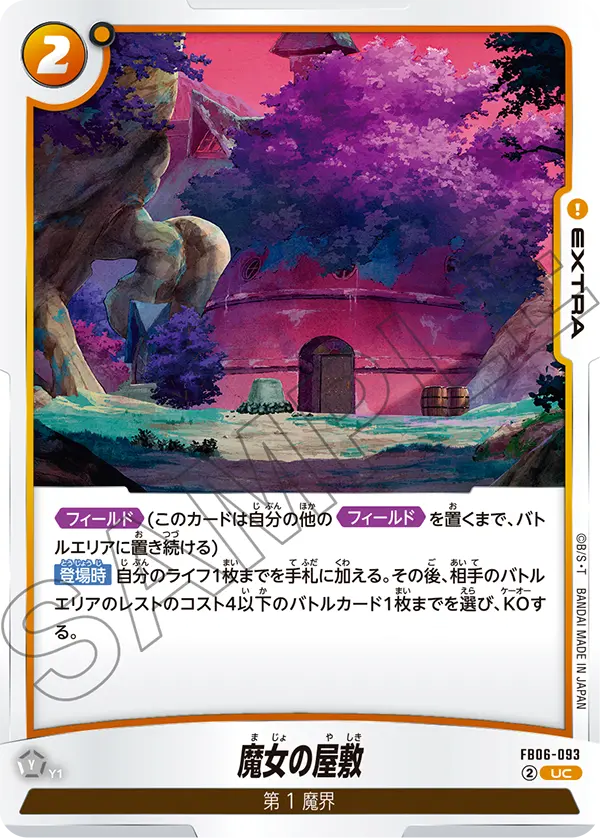 2
EXTRA
フィールド (このカードは自分の他の フィールド を置くまで、バト
ルエリアに置き続ける)
登場時 自分のライフ1枚までを手札に加える。その後、相手のバトル
エリアのレストのコスト4以下のバトルカード1枚までを選び、KOす
る。
©B/S・T BANDAI MADE IN JAPAN
SAMPLE
まじょ やしき
魔女の屋敷
FB06-093
Y Y1
② UC
第1魔界